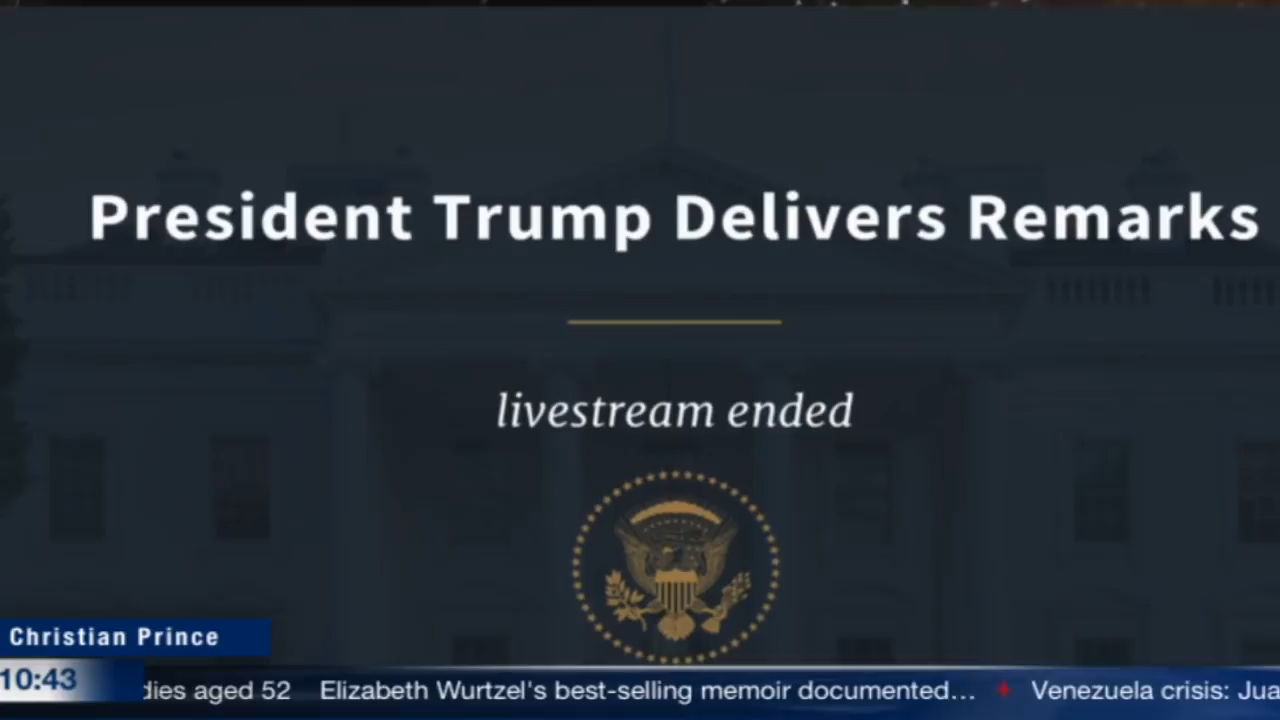 President Trump Delivers Remarks
livestream ended
Christian Prince
10:43
dies aged 52 Elizabeth Wurtzel's best-selling memoir documented... Venezuela crisis: Jua